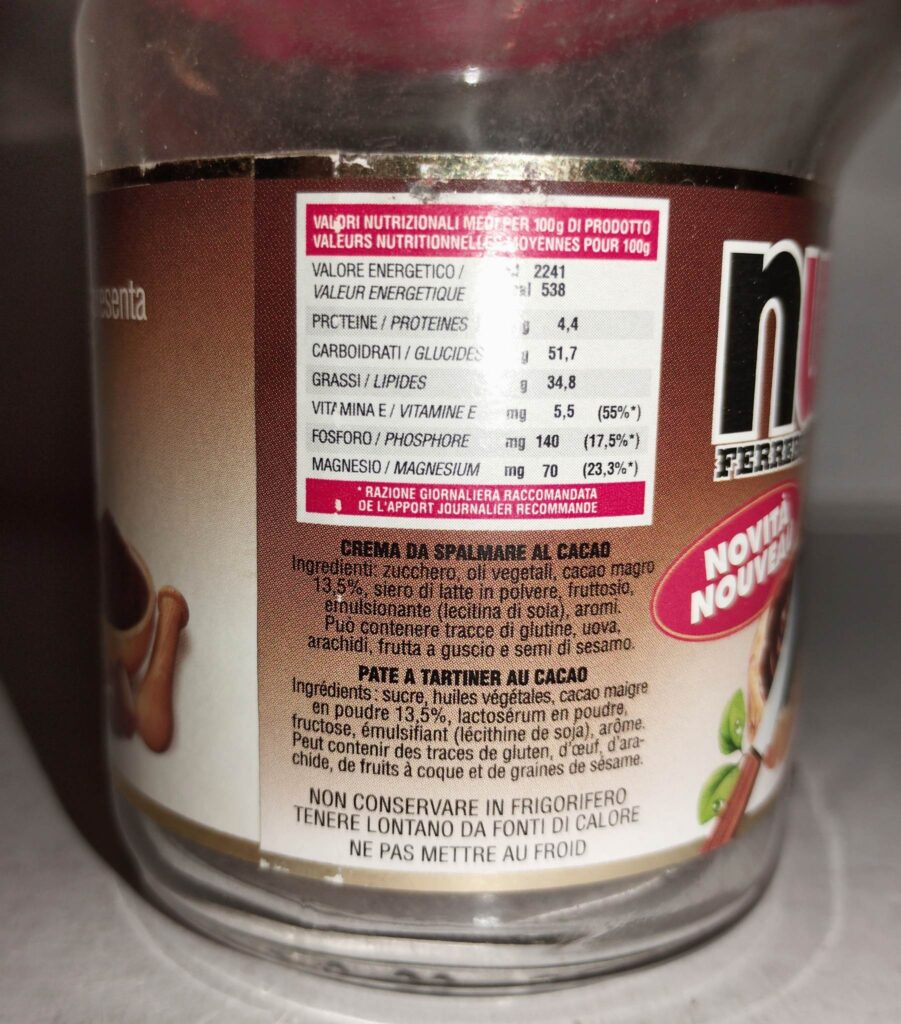 esenta
VALORI NUTRIZIONALI MEDI PER 100g DI PRODOTTO
VALEURS NUTRITIONNELLES MOYENNES POUR 100g
VALORE ENERGETICO / 2241
VALEUR ENERGETIQUE 538
PROTEINE / PROTEINES g 4,4
CARBOIDRATI / GLUCIDES g 51,7
GRASSI / LIPIDES g 34,8
VITAMINA E / VITAMINE E mg 5,5 (55%*)
FOSFORO / PHOSPHORE mg 140 (17,5%*)
MAGNESIO / MAGNESIUM mg 70 (23,3%*)
* RAZIONE GIORNALIERA RACCOMANDATA
DE L'APPORT JOURNALIER RECOMMANDE
CREMA DA SPALMARE AL CACAO
Ingredienti: zucchero, oli vegetali, cacao magro
13,5%, siero di latte in polvere, fruttosio,
emulsionante (lecitina di soia), aromi.
Può contenere tracce di glutine, uova,
arachidi, frutta a guscio e semi di sesamo.
PATE A TARTINER AU CACAO
Ingrédients : sucre, huiles végétales, cacao maigre
en poudre 13,5%, lactosérum en poudre,
fructose, émulsifiant (lécithine de soja), arôme.
Peut contenir des traces de gluten, d'œuf, d'ara-
chide, de fruits à coque et de graines de sésame.
NON CONSERVARE IN FRIGORIFERO
TENERE LONTANO DA FONTI DI CALORE
NE PAS METTRE AU FROID
nu
FERRE
NOVITÀ
NOUVEAU